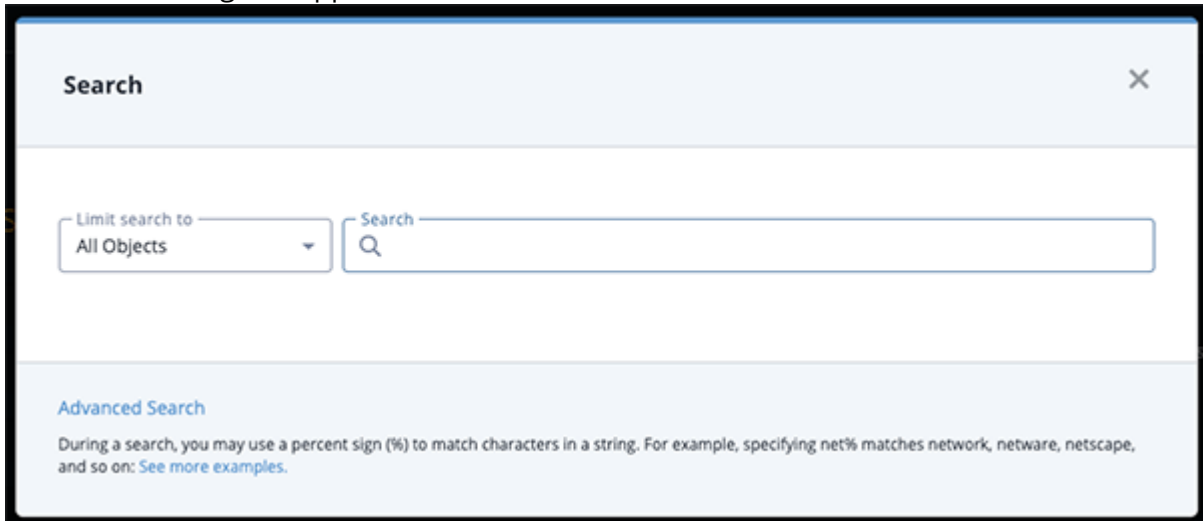 Search
Limit search to
All Objects
Search
Advanced Search
During a search, you may use a percent sign (%) to match characters in a string. For example, specifying net% matches network, netware, netscape,
and so on: See more examples.